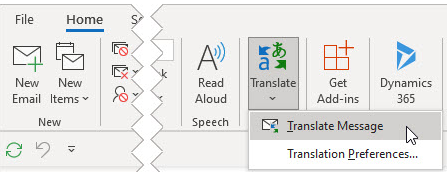 File
Home
New
Email
New
Items
New
Read
Aloud
Speech
Translate
Get
Add-ins
Dynamics
365
Translate Message
Translation Preferences...